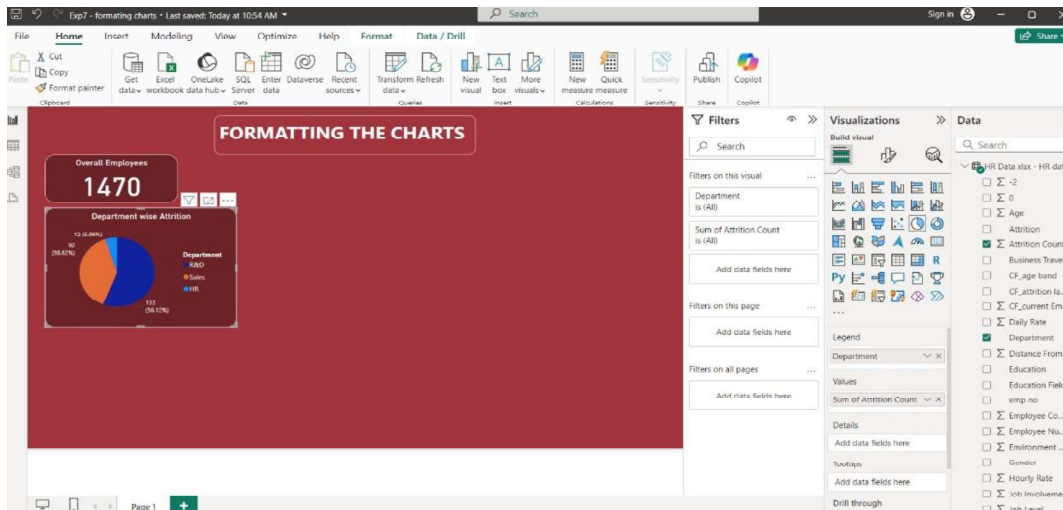 Exp7 - formating charts • Last saved: Today at 10:54 AM
Search
Sign in
File Home Insert Modeling View Optimize Help Format Data / Drill
Share
Paste
Cut
Copy
Format painter
Clipboard
Get data
Excel workbook
OneLake data hub
SQL Server
Enter data
Dataverse
Recent sources
Data
Transform data
Refresh
Queries
New visual
Text box
More visuals
Insert
New measure
Quick measure
Calculations
Sensitivity
Sensitivity
Publish
Share
Copilot
Copilot
FORMATTING THE CHARTS
Overall Employees
1470
Department wise Attrition
92
133
(56.12%)
Department
R&D
Sales
HR
Filters
Search
Filters on this visual
Department
is (All)
Sum of Attrition Count
is (All)
Add data fields here
Filters on this page
Add data fields here
Filters on all pages
Add data fields here
Visualizations
Build visual
R
Py
Legend
Department
Values
Sum of Attrition Count
Details
Add data fields here
Tooltips
Add data fields here
Drill through
Data
Search
HR Data xlsx - HR dat
Σ -2
Σ 0
Σ Age
Attrition
Σ Attrition Count
Business Trave
CF_age band
CF_attrition la...
Σ CF_current Em...
Σ Daily Rate
Department
Σ Distance From
Education
Education Field
emp no
Σ Employee Co...
Σ Employee Nu...
Σ Environment ...
Gender
Σ Hourly Rate
Σ Job Involveme
Σ Job Level
Page 1